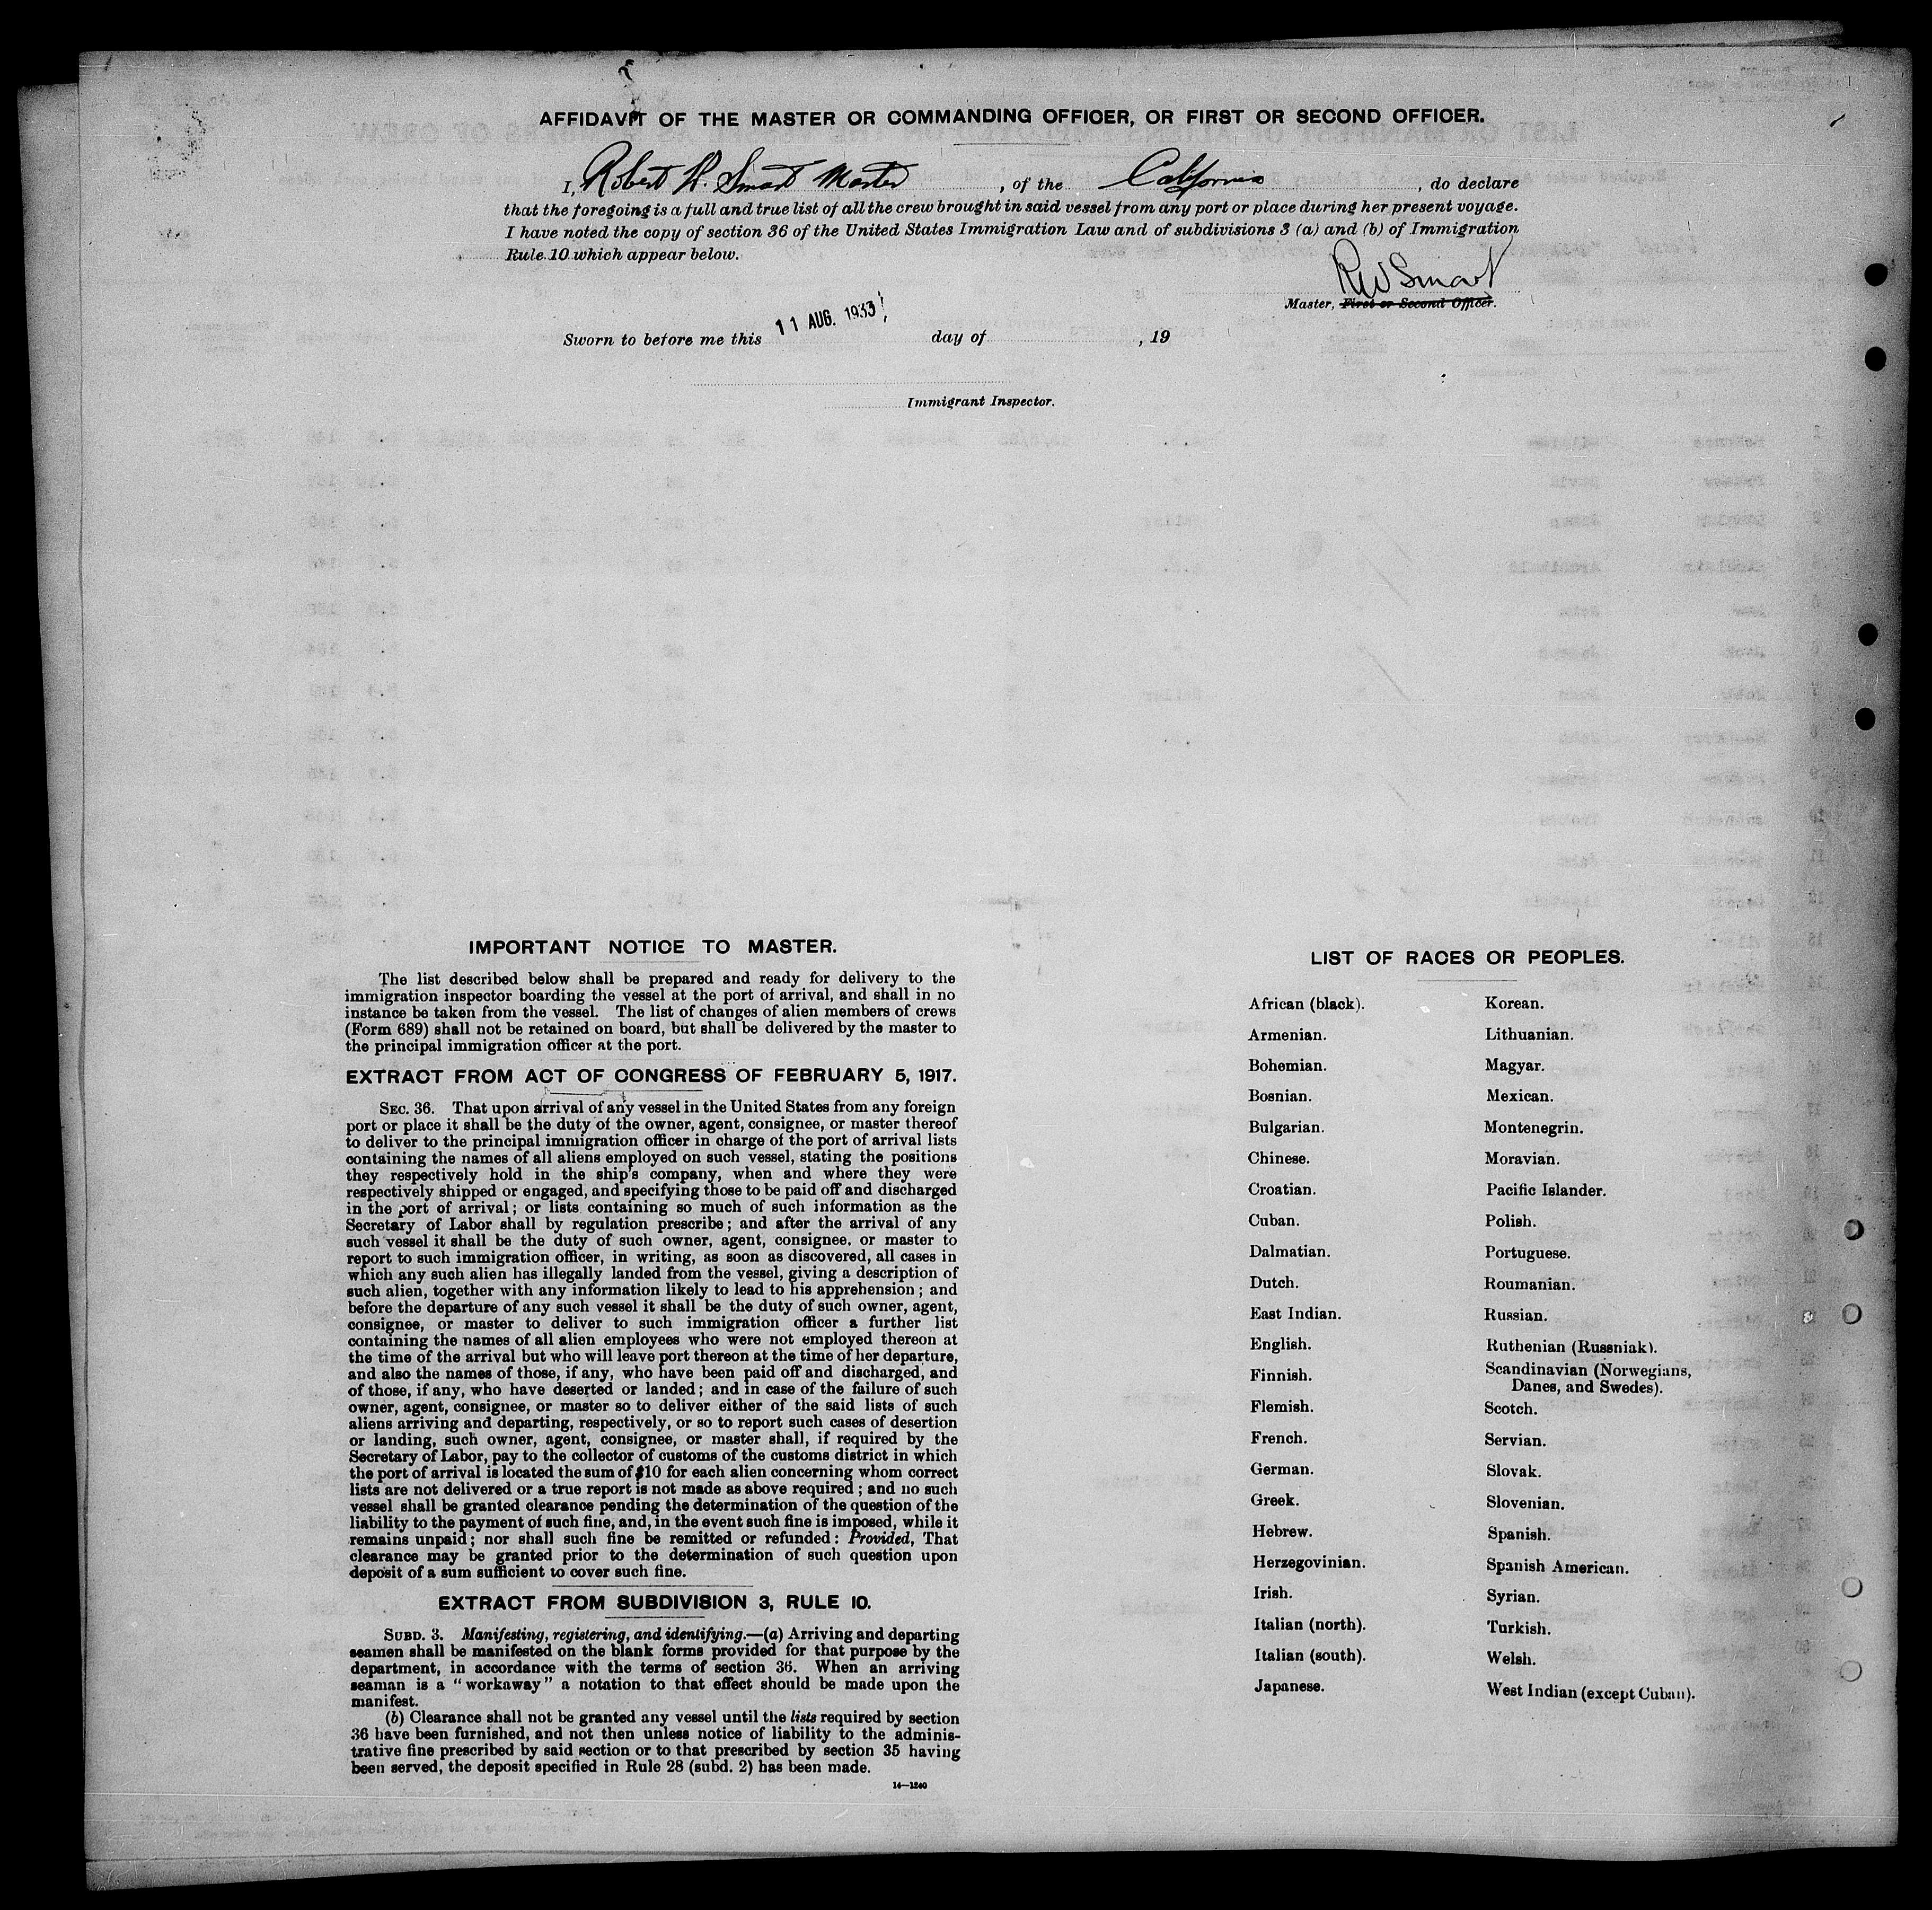 AFFIDAVIT OF THE MASTER OR COMMANDING OFFICER, OR FIRST OR SECOND OFFICER.
I, Robert W. Smart Master, of the California, do declare
that the foregoing is a full and true list of all the crew brought in said vessel from any port or place during her present voyage.
I have noted the copy of section 36 of the United States Immigration Law and of subdivisions 3 (a) and (b) of Immigration
Rule 10 which appear below.
RW Smart
Master, First or Second Officer.
Sworn to before me this 11 AUG. 1933 day of , 19
Immigrant Inspector.
IMPORTANT NOTICE TO MASTER.
The list described below shall be prepared and ready for delivery to the
immigration inspector boarding the vessel at the port of arrival, and shall in no
instance be taken from the vessel. The list of changes of alien members of crews
(Form 689) shall not be retained on board, but shall be delivered by the master to
the principal immigration officer at the port.
EXTRACT FROM ACT OF CONGRESS OF FEBRUARY 5, 1917.
SEC. 36. That upon arrival of any vessel in the United States from any foreign
port or place it shall be the duty of the owner, agent, consignee, or master thereof
to deliver to the principal immigration officer in charge of the port of arrival lists
containing the names of all aliens employed on such vessel, stating the positions
they respectively hold in the ship's company, when and where they were
respectively shipped or engaged, and specifying those to be paid off and discharged
in the port of arrival; or lists containing so much of such information as the
Secretary of Labor shall by regulation prescribe; and after the arrival of any
such vessel it shall be the duty of such owner, agent, consignee, or master to
report to such immigration officer, in writing, as soon as discovered, all cases in
which any such alien has illegally landed from the vessel, giving a description of
such alien, together with any information likely to lead to his apprehension; and
before the departure of any such vessel it shall be the duty of such owner, agent,
consignee, or master to deliver to such immigration officer a further list
containing the names of all alien employees who were not employed thereon at
the time of the arrival but who will leave port thereon at the time of her departure,
and also the names of those, if any, who have been paid off and discharged, and
of those, if any, who have deserted or landed; and in case of the failure of such
owner, agent, consignee, or master so to deliver either of the said lists of such
aliens arriving and departing, respectively, or so to report such cases of desertion
or landing, such owner, agent, consignee, or master shall, if required by the
Secretary of Labor, pay to the collector of customs of the customs district in which
the port of arrival is located the sum of $10 for each alien concerning whom correct
lists are not delivered or a true report is not made as above required; and no such
vessel shall be granted clearance pending the determination of the question of the
liability to the payment of such fine, and, in the event such fine is imposed, while it
remains unpaid; nor shall such fine be remitted or refunded: Provided, That
clearance may be granted prior to the determination of such question upon
deposit of a sum sufficient to cover such fine.
EXTRACT FROM SUBDIVISION 3, RULE 10.
SUBD. 3. Manifesting, registering, and identifying.—(a) Arriving and departing
seamen shall be manifested on the blank forms provided for that purpose by the
department, in accordance with the terms of section 36. When an arriving
seaman is a "workaway" a notation to that effect should be made upon the
manifest.
(b) Clearance shall not be granted any vessel until the lists required by section
36 have been furnished, and not then unless notice of liability to the adminis-
trative fine prescribed by said section or to that prescribed by section 35 having
been served, the deposit specified in Rule 28 (subd. 2) has been made.
14—1240
LIST OF RACES OR PEOPLES.
African (black).
Armenian.
Bohemian.
Bosnian.
Bulgarian.
Chinese.
Croatian.
Cuban.
Dalmatian.
Dutch.
East Indian.
English.
Finnish.
Flemish.
French.
German.
Greek.
Hebrew.
Herzegovinian.
Irish.
Italian (north).
Italian (south).
Japanese.
Korean.
Lithuanian.
Magyar.
Mexican.
Montenegrin.
Moravian.
Pacific Islander.
Polish.
Portuguese.
Roumanian.
Russian.
Ruthenian (Russniak).
Scandinavian (Norwegians,
Danes, and Swedes).
Scotch.
Servian.
Slovak.
Slovenian.
Spanish.
Spanish American.
Syrian.
Turkish.
Welsh.
West Indian (except Cuban).